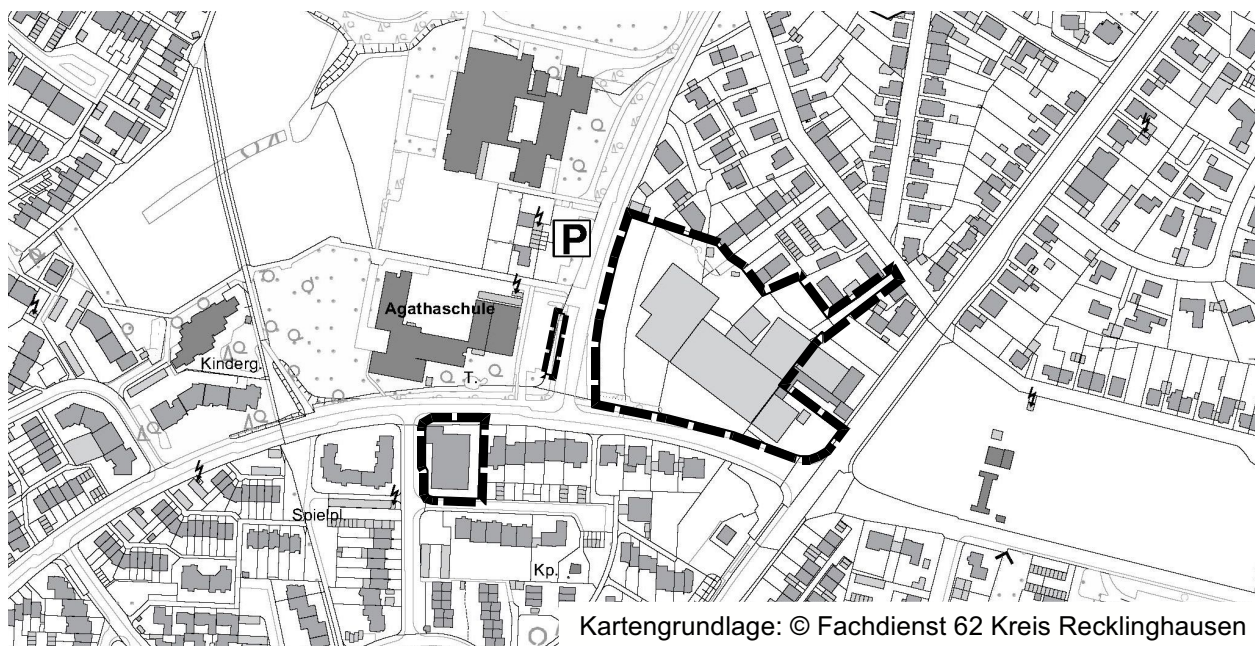 P
Agathaschule
Kinderg.
T.
Spielpl.
Kp.
Kartengrundlage: © Fachdienst 62 Kreis Recklinghausen